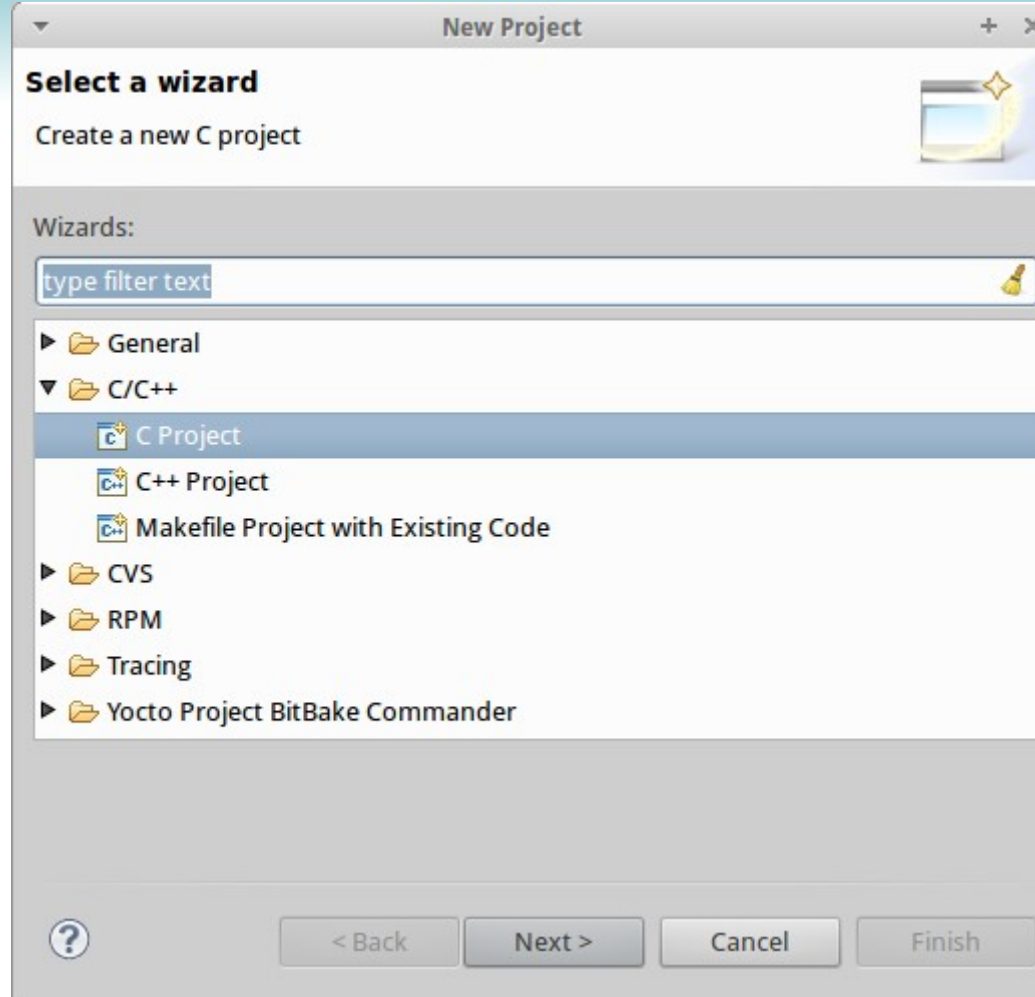 New Project
Select a wizard
Create a new C project
Wizards:
type filter text
General
C/C++
C Project
C++ Project
Makefile Project with Existing Code
CVS
RPM
Tracing
Yocto Project BitBake Commander
< Back Next > Cancel Finish